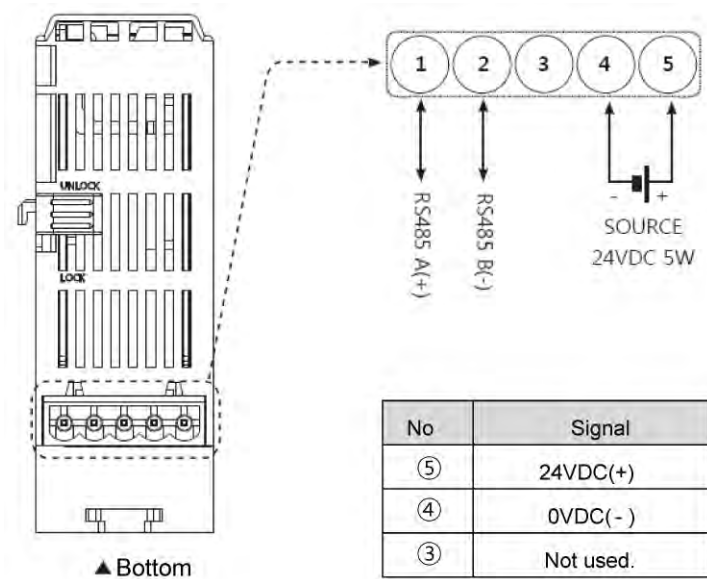 1 2 3 4 5
UNLOCK
LOCK
RS485 A(+)
RS485 B(-)
- +
SOURCE
24VDC 5W
No Signal
⑤ 24VDC(+)
④ 0VDC( - )
③ Not used.
▲ Bottom